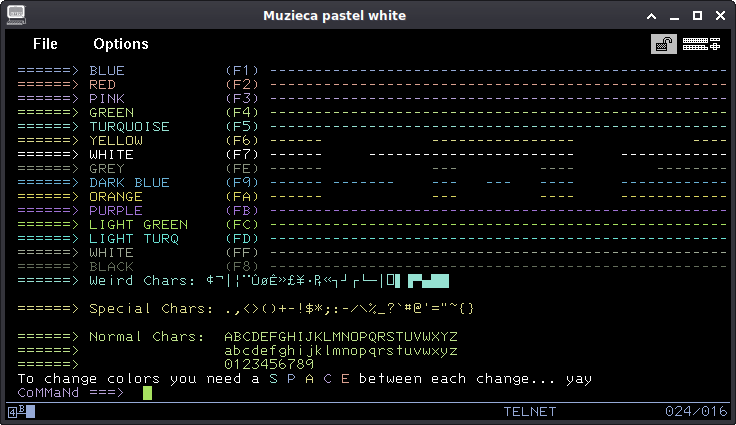 Muzieca pastel white
File Options
======> BLUE (F1) ----------------------------------------------------
======> RED (F2) ----------------------------------------------------
======> PINK (F3) ----------------------------------------------------
======> GREEN (F4) ----------------------------------------------------
======> TURQUOISE (F5) ----------------------------------------------------
======> YELLOW (F6) ------ ---- --- ------- ----
======> WHITE (F7) ------ --------------- ------------
======> GREY (FE) --- ---
======> DARK BLUE (F9) ------ ------- --- --- --- ------------
======> ORANGE (FA) ------ --- ------- ----
======> PURPLE (FB) ----------------------------------------------------
======> LIGHT GREEN (FC) ----------------------------------------------------
======> LIGHT TURQ (FD) ----------------------------------------------------
======> WHITE (FF) ----------------------------------------------------
======> BLACK (F8) ----------------------------------------------------
======> Weird Chars:
======> Special Chars: .,<>()+-!$*;:-/\%_?`#@'="~{}
======> Normal Chars: ABCDEFGHIJKLMNOPQRSTUVWXYZ
======> abcdefghijklmnopqrstuvwxyz
======> 0123456789
To change colors you need a S P A C E between each change... yay
CoMMaNd ===>
4 B TELNET 024/016